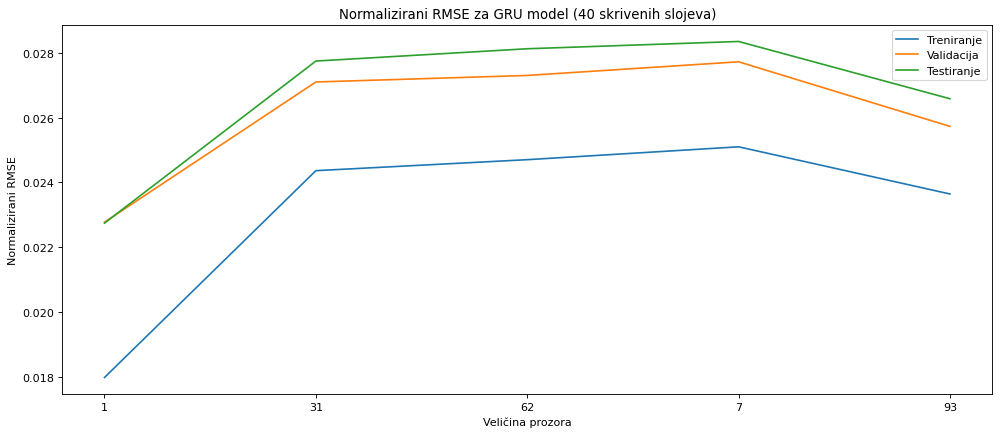 Normalizirani RMSE za GRU model (40 skrivenih slojeva)
Treniranje
Validacija
Testiranje
Normalizirani RMSE
0.028
0.026
0.024
0.022
0.020
0.018
1 31 62 7 93
Veličina prozora